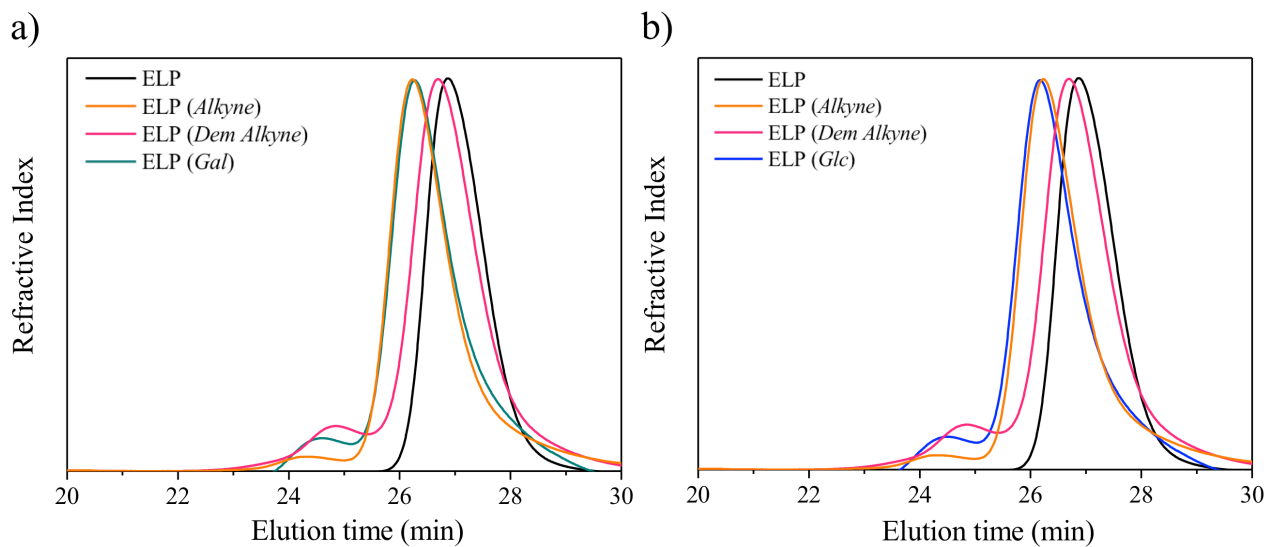 a)
ELP
ELP (Alkyne)
ELP (Dem Alkyne)
ELP (Gal)
Refractive Index
20 22 24 26 28 30
Elution time (min)
b)
ELP
ELP (Alkyne)
ELP (Dem Alkyne)
ELP (Glc)
Refractive Index
20 22 24 26 28 30
Elution time (min)